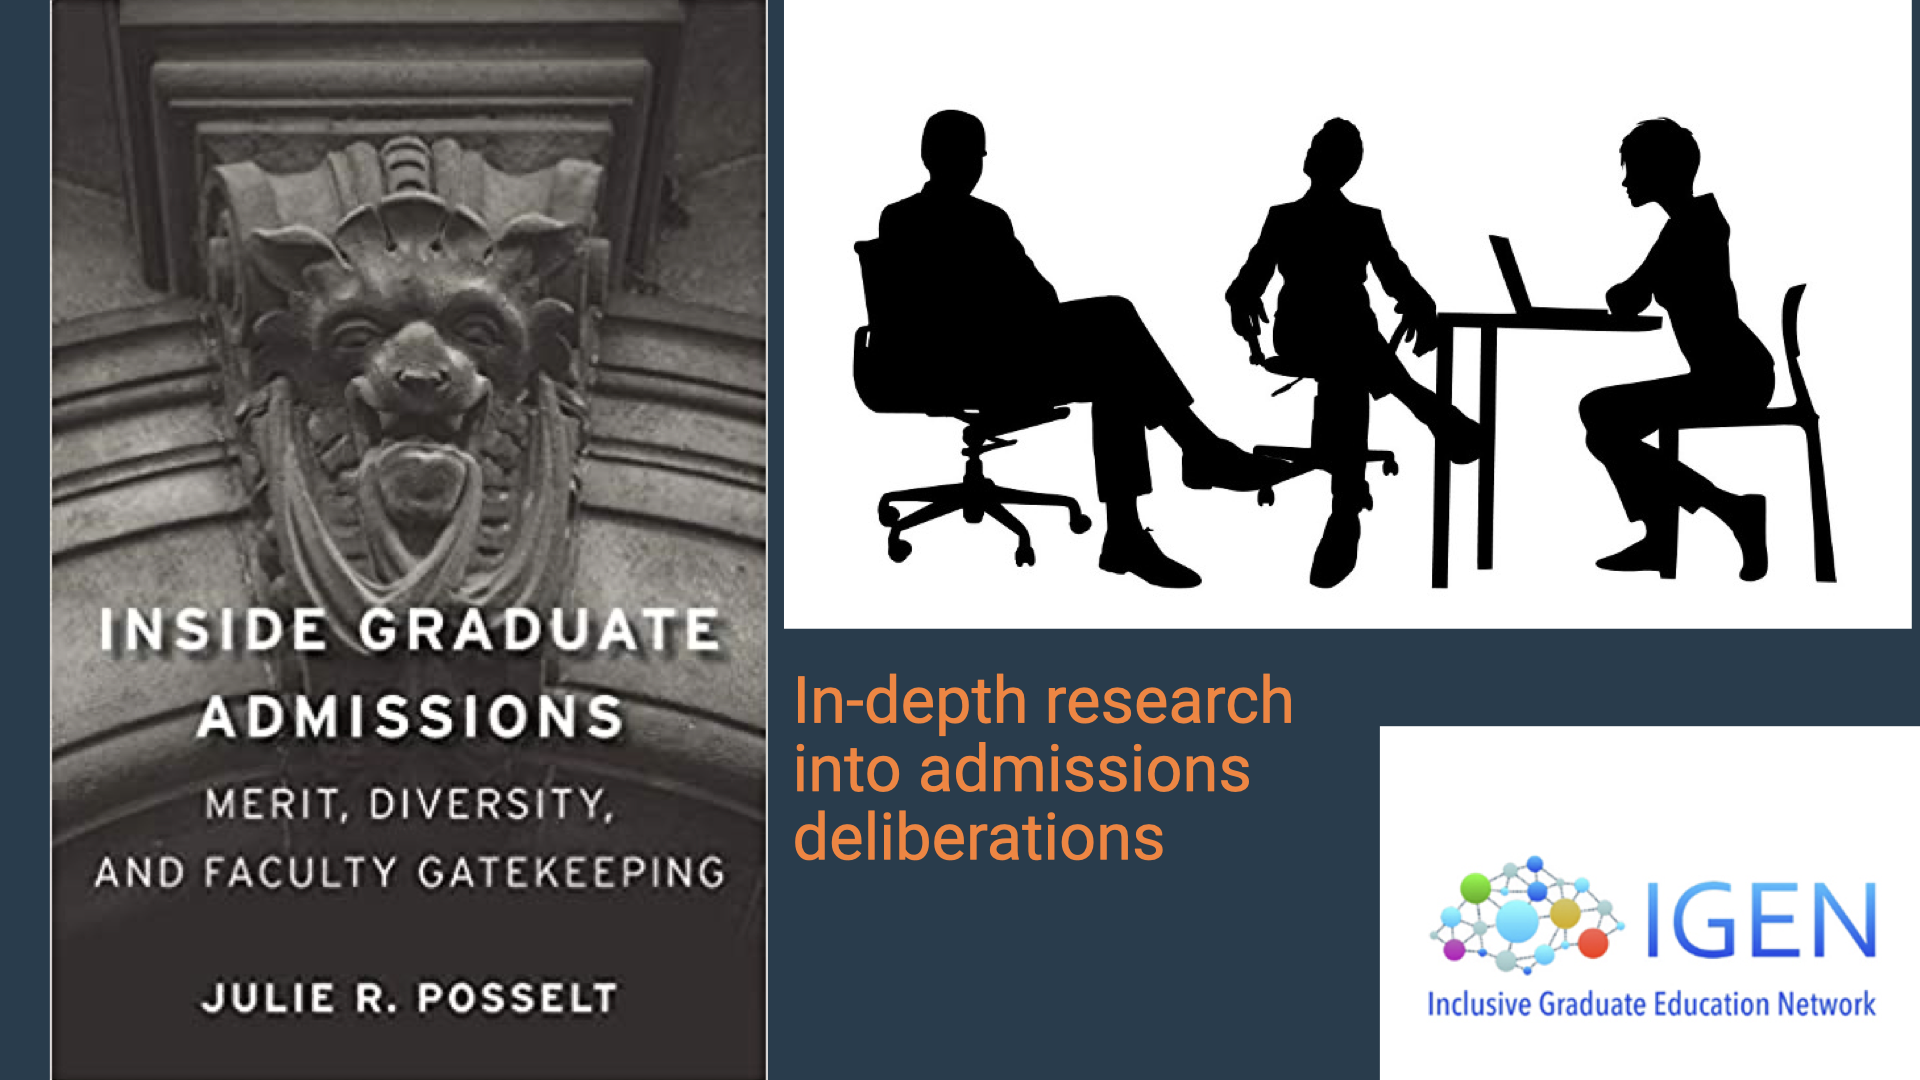 INSIDE GRADUATE
ADMISSIONS
MERIT, DIVERSITY,
AND FACULTY GATEKEEPING
JULIE R. POSSELT
In-depth research
into admissions
deliberations
IGEN
Inclusive Graduate Education Network